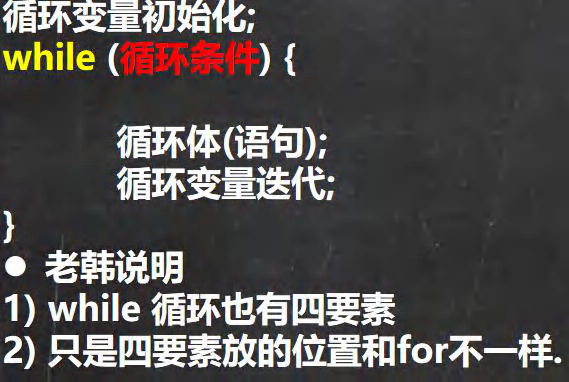 循环变量初始化;
while (循环条件) {
循环体(语句);
循环变量迭代;
}
● 老韩说明
1) while 循环也有四要素
2) 只是四要素放的位置和for不一样.